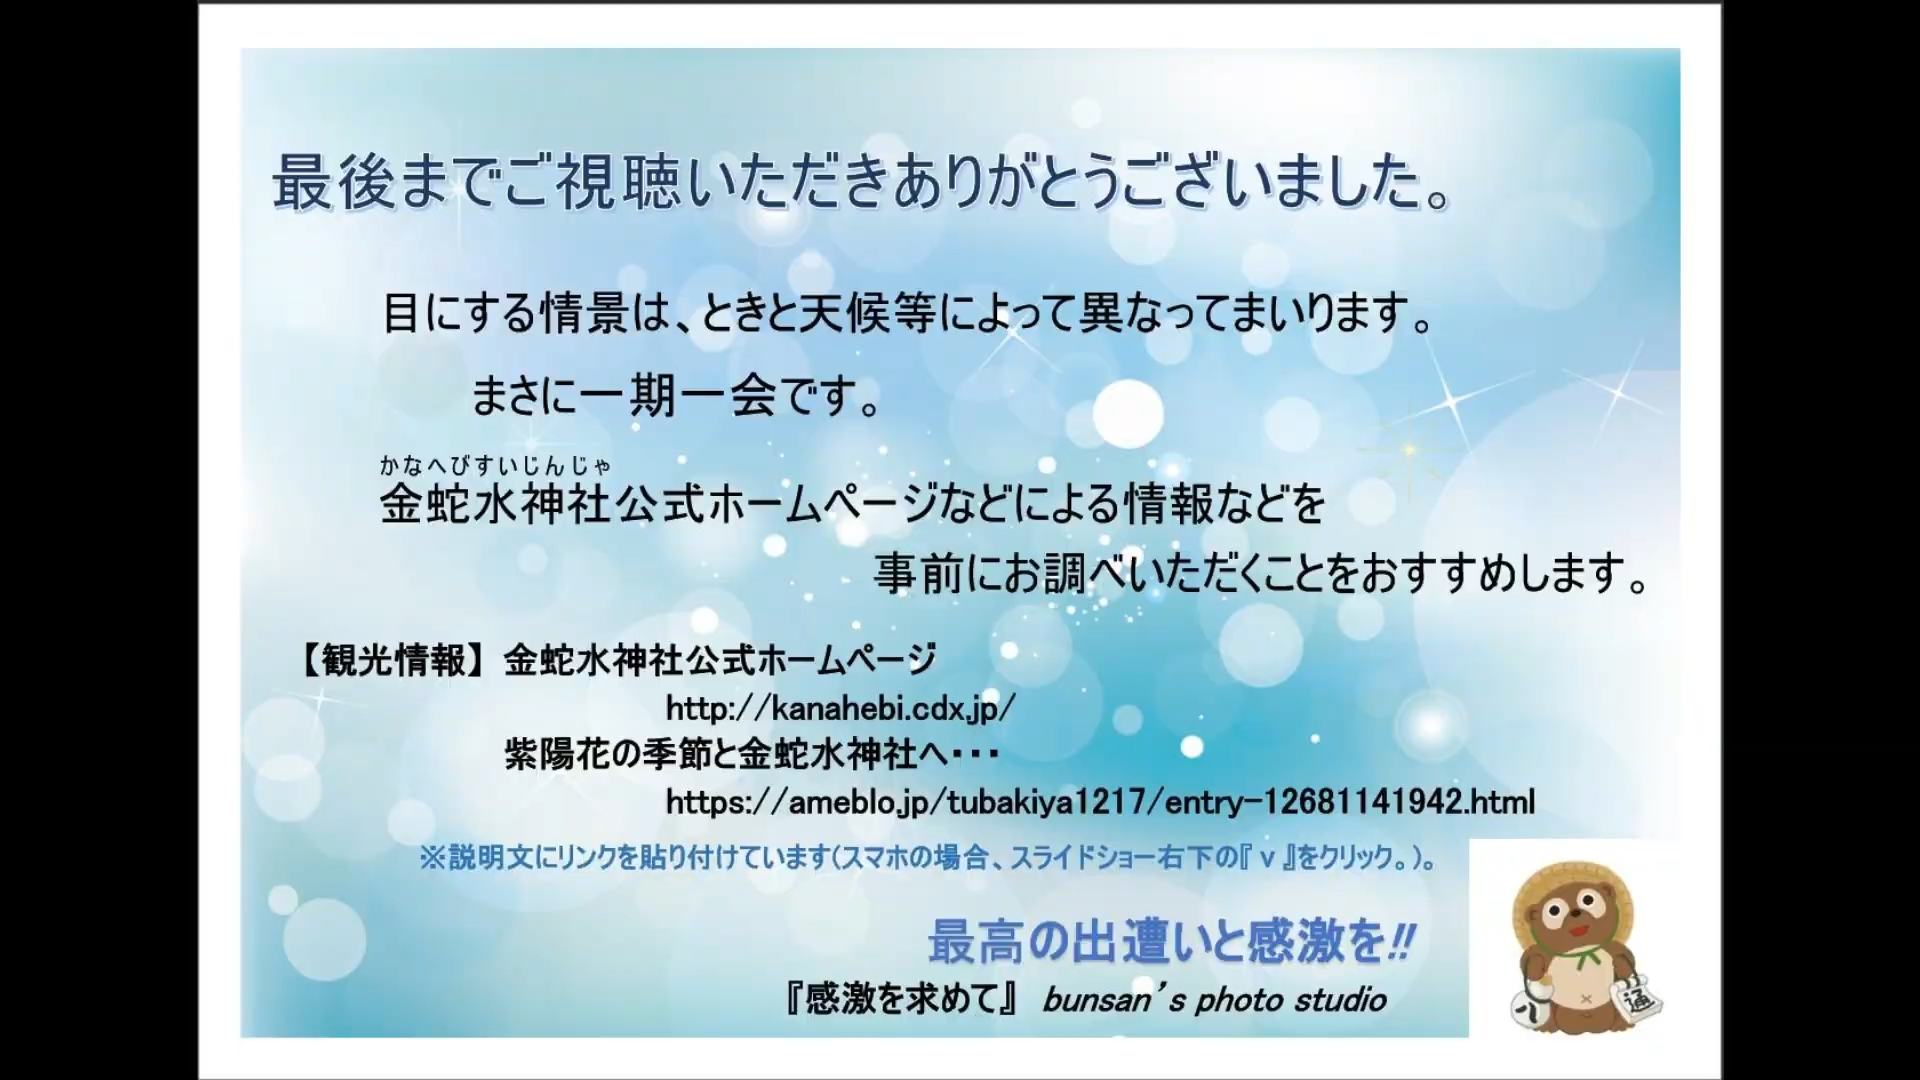 最後までご視聴いただきありがとうございました。
目にする情景は、ときと天候等によって異なってまいります。
まさに一期一会です。
かなへびすいじんじゃ
金蛇水神社公式ホームページなどによる情報などを
事前にお調べいただくことをおすすめします。
【観光情報】金蛇水神社公式ホームページ
http://kanahebi.cdx.jp/
紫陽花の季節と金蛇水神社へ・・・
https://ameblo.jp/tubakiya1217/entry-12681141942.html
※説明文にリンクを貼り付けています(スマホの場合、スライドショー右下の『v』をクリック。)。
最高の出遭いと感激を!!
『感激を求めて』 bunsan's photo studio
八
通